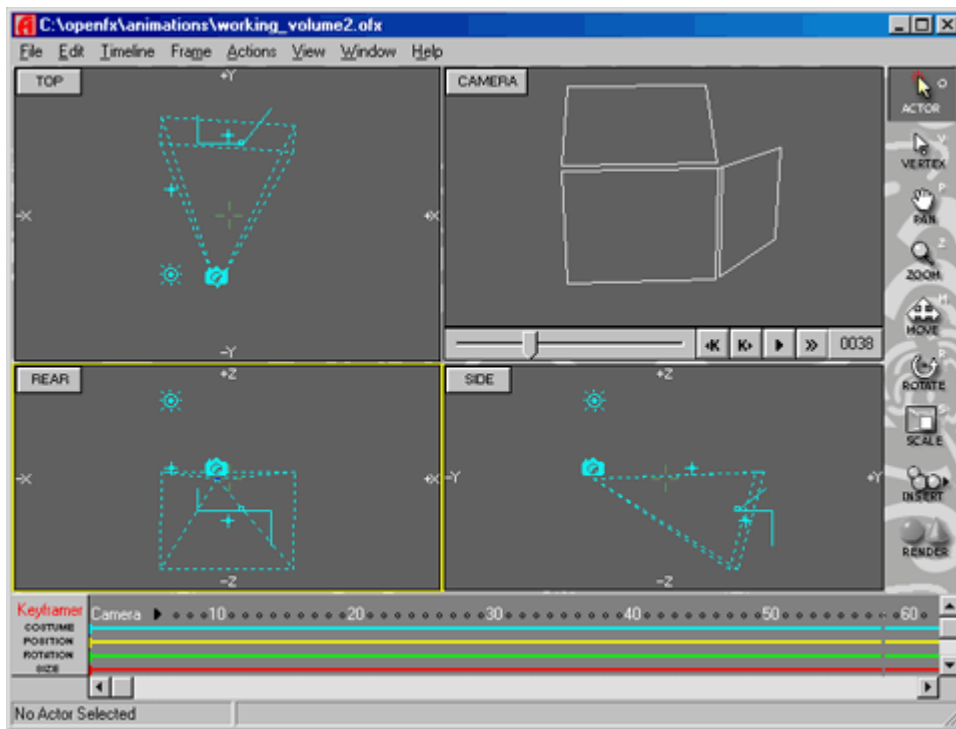 C:\openfx\animations\working_volume2.ofx
File Edit Timeline Frame Actions View Window Help
TOP
+Y
-X
+X
-Y
CAMERA
0038
REAR
+Z
-X
+X
-Z
SIDE
+Z
-Y
+Y
-Z
O
ACTOR
V
VERTEX
P
PAN
Z
ZOOM
M
MOVE
R
ROTATE
S
SCALE
INSERT
RENDER
Keyframer
Camera 10 20 30 40 50 60
COSTUME
POSITION
ROTATION
SIZE
No Actor Selected